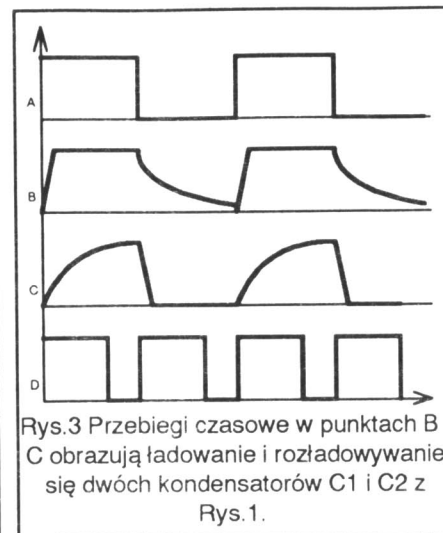 A
B
C
D
Rys.3 Przebiegi czasowe w punktach B
C obrazują ładowanie i rozładowywanie
się dwóch kondensatorów C1 i C2 z
Rys.1.